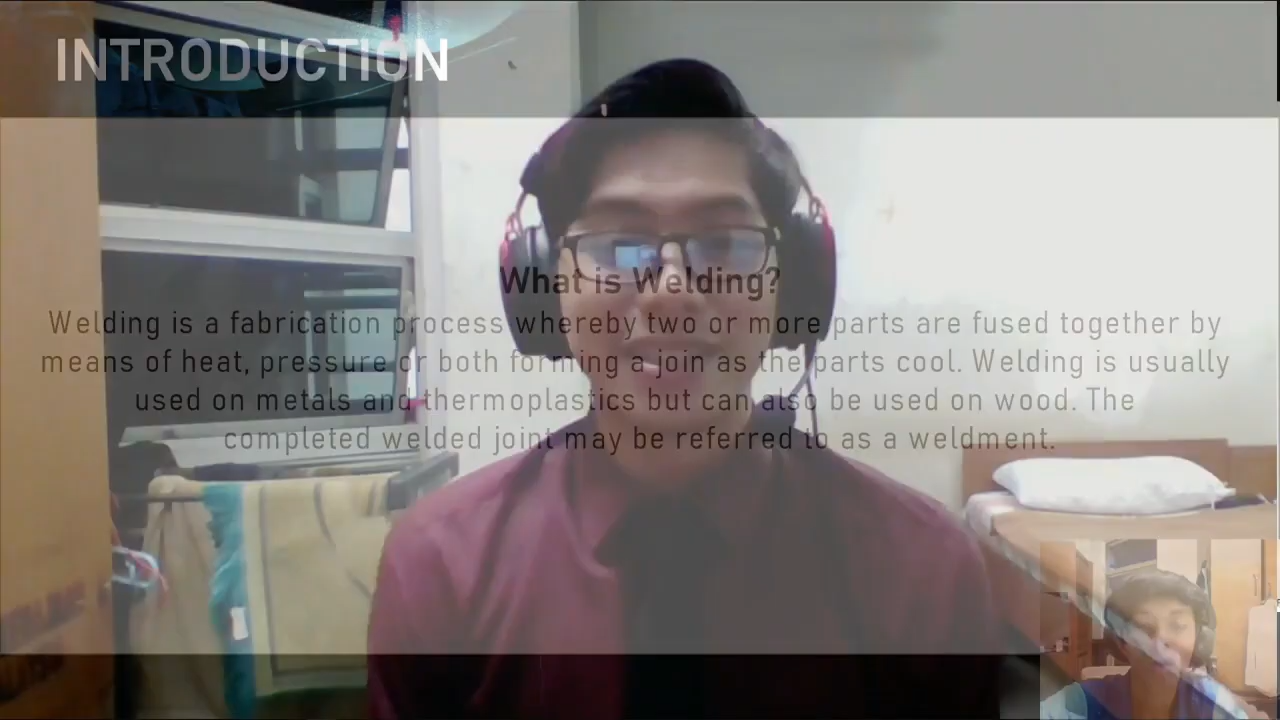 INTRODUCTION
What is Welding?
Welding is a fabrication process whereby two or more parts are fused together by
means of heat, pressure or both forming a join as the parts cool. Welding is usually
used on metals and thermoplastics but can also be used on wood. The
completed welded joint may be referred to as a weldment.